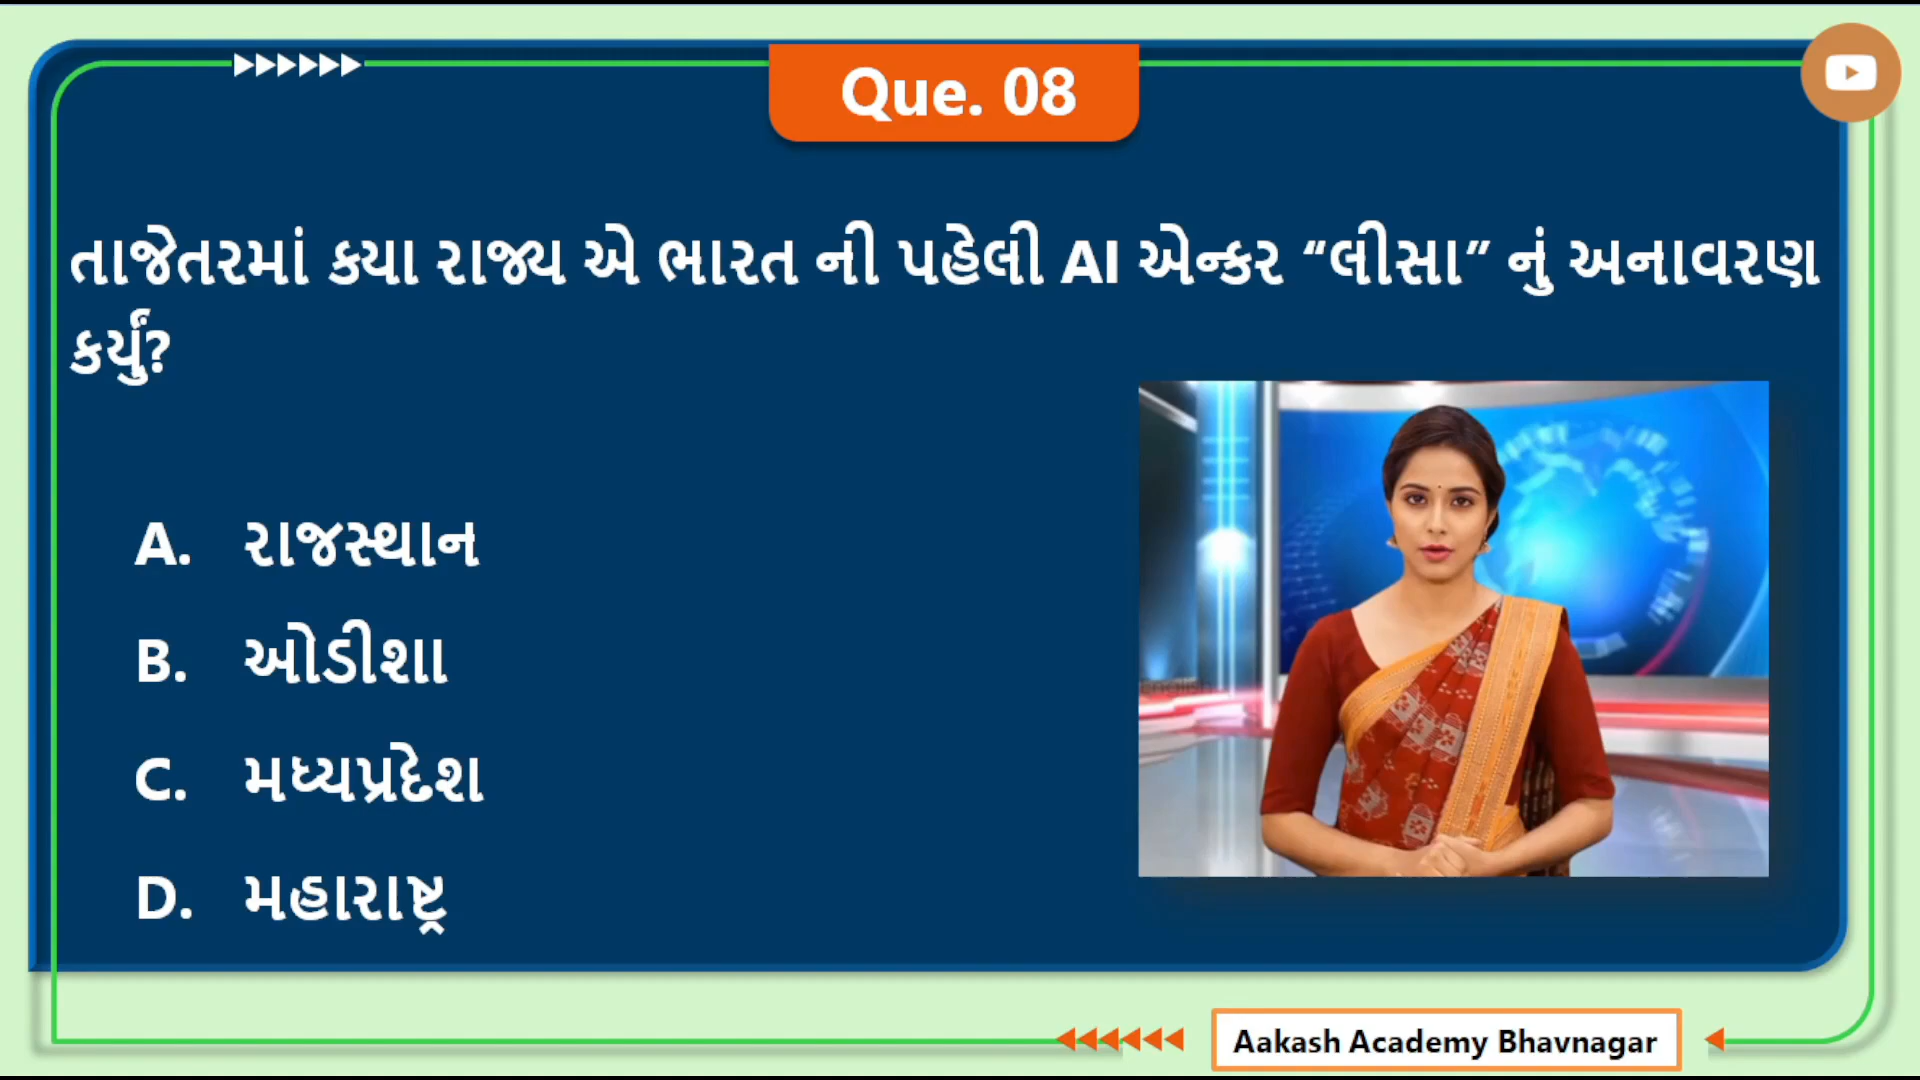 Que. 08
તાજેતરમાં ક્યા રાજ્ય એ ભારત ની પહેલી AI એન્કર “લીસા” નું અનાવરણ
કર્યું?
A. રાજસ્થાન
B. ઓડીશા
C. મધ્યપ્રદેશ
D. મહારાષ્ટ્ર
Aakash Academy Bhavnagar